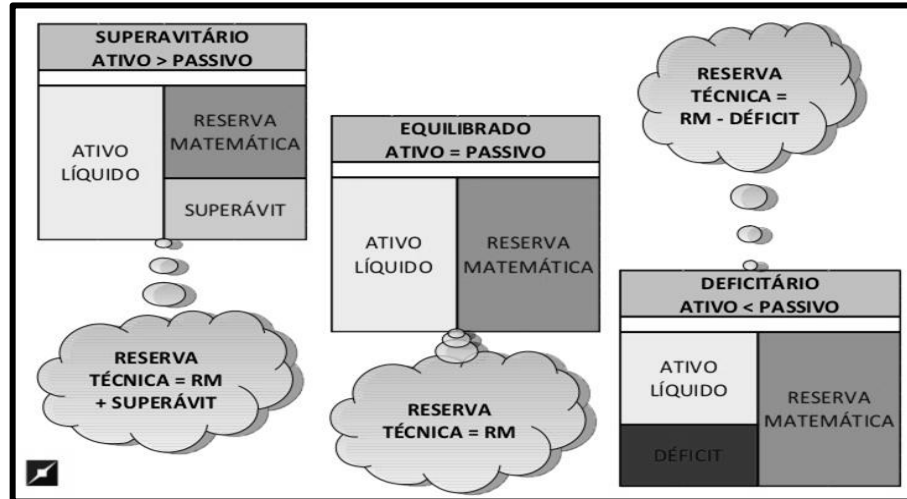 SUPERAVITÁRIO
ATIVO > PASSIVO
ATIVO
LÍQUIDO
RESERVA
MATEMÁTICA
SUPERÁVIT
RESERVA
TÉCNICA = RM
+ SUPERÁVIT
EQUILIBRADO
ATIVO = PASSIVO
ATIVO
LÍQUIDO
RESERVA
MATEMÁTICA
RESERVA
TÉCNICA = RM
RESERVA
TÉCNICA =
RM - DÉFICIT
DEFICITÁRIO
ATIVO < PASSIVO
ATIVO
LÍQUIDO
DÉFICIT
RESERVA
MATEMÁTICA